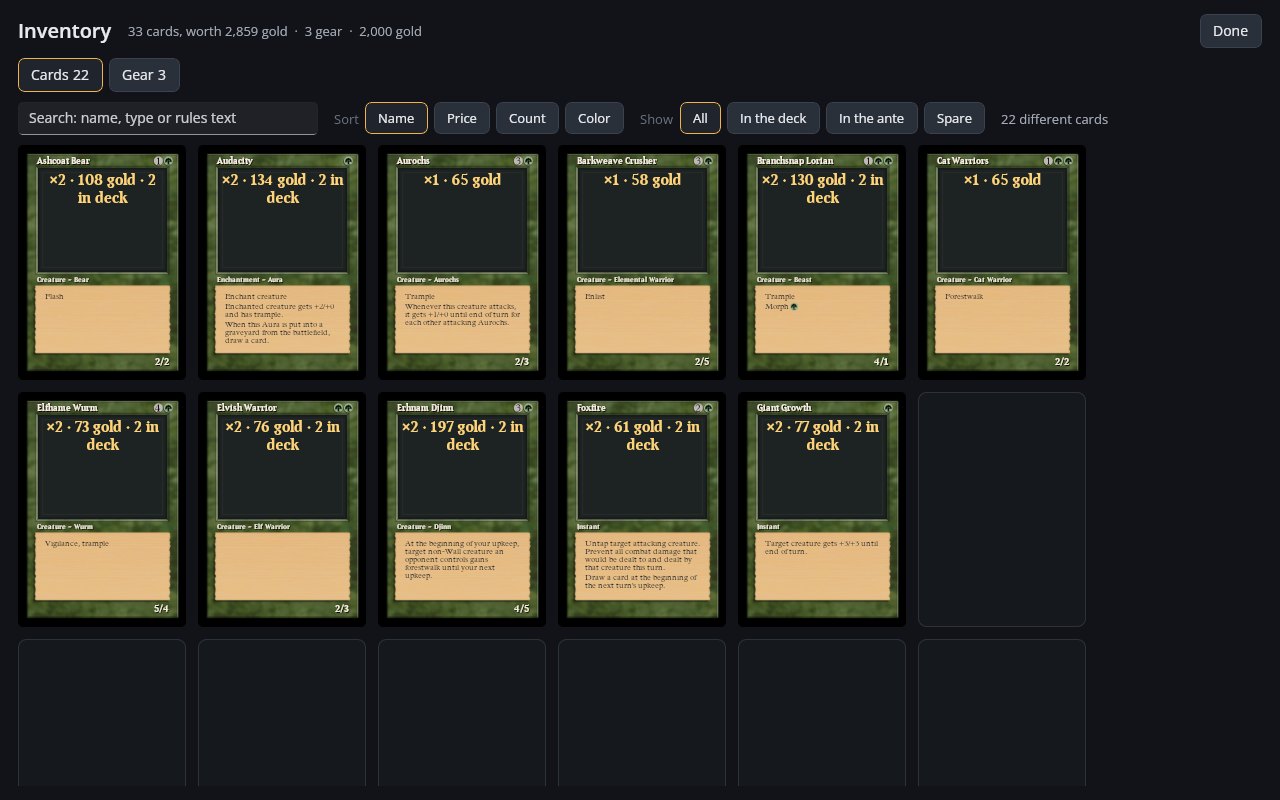 Inventory 33 cards, worth 2,859 gold · 3 gear · 2,000 gold Done
Cards 22 Gear 3
Search: name, type or rules text Sort Name Price Count Color Show All In the deck In the ante Spare 22 different cards
Ashcoat Bear 1
×2 · 108 gold · 2
in deck
Creature – Bear
Flash
2/2
Audacity
×2 · 134 gold · 2 in
deck
Enchantment – Aura
Enchant creature
Enchanted creature gets +2/+0
and has trample.
When this Aura is put into a
graveyard from the battlefield,
draw a card.
Aurochs 3
×1 · 65 gold
Creature – Aurochs
Trample
Whenever this creature attacks,
it gets +1/+0 until end of turn for
each other attacking Aurochs.
2/3
Barkweave Crusher 3
×1 · 58 gold
Creature – Elemental Warrior
Enlist
2/5
Branchsnap Lorian 1
×2 · 130 gold · 2 in
deck
Creature – Beast
Trample
Morph
4/1
Cat Warriors 1
×1 · 65 gold
Creature – Cat Warrior
Forestwalk
2/2
Elfhame Wurm 4
×2 · 73 gold · 2 in
deck
Creature – Wurm
Vigilance, trample
5/4
Elvish Warrior
×2 · 76 gold · 2 in
deck
Creature – Elf Warrior
2/3
Erhnam Djinn 3
×2 · 197 gold · 2 in
deck
Creature – Djinn
At the beginning of your upkeep,
target non-Wall creature an
opponent controls gains
forestwalk until your next
upkeep.
4/5
Foxfire 2
×2 · 61 gold · 2 in
deck
Instant
Untap target attacking creature.
Prevent all combat damage that
would be dealt to and dealt by
that creature this turn.
Draw a card at the beginning of
the next turn's upkeep.
Giant Growth
×2 · 77 gold · 2 in
deck
Instant
Target creature gets +3/+3 until
end of turn.